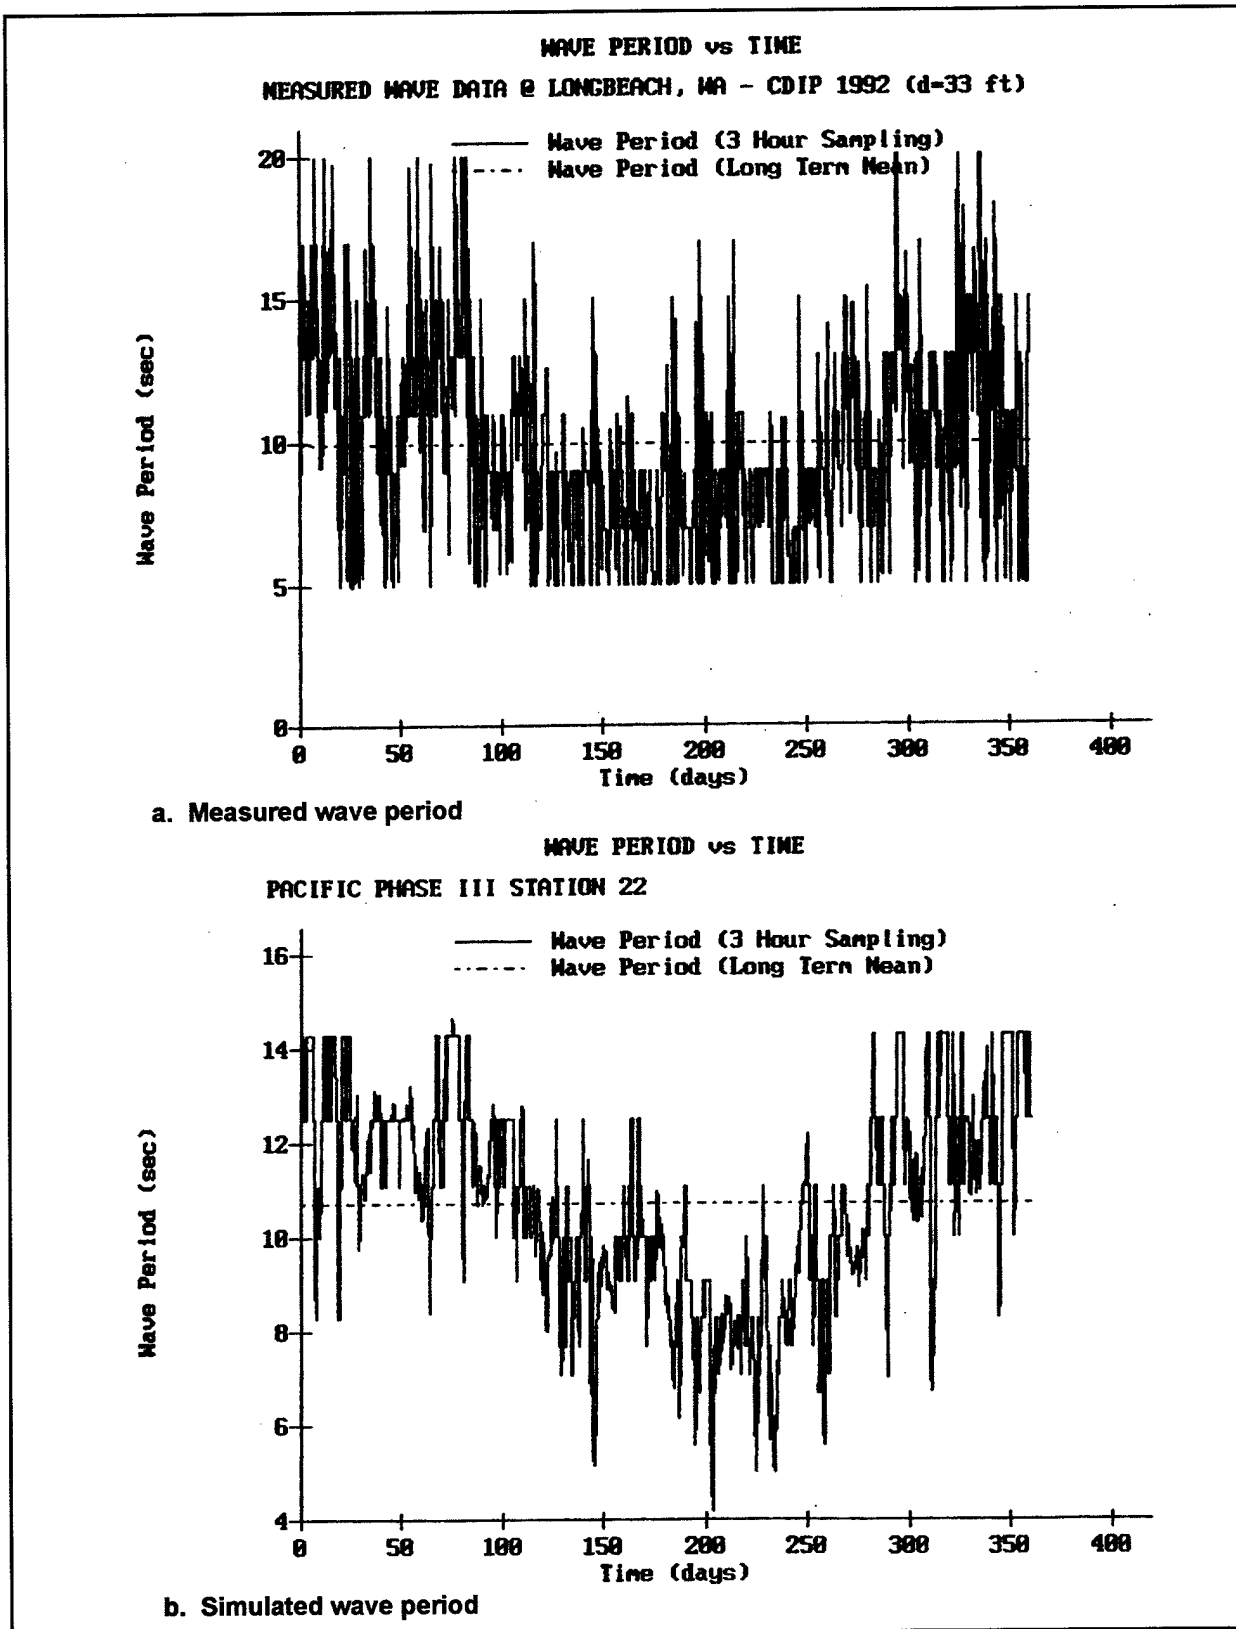 WAVE PERIOD vs TIME
MEASURED WAVE DATA @ LONGBEACH, WA - CDIP 1992 (d=33 ft)
Wave Period (3 Hour Sampling)
Wave Period (Long Term Mean)
20
15
10
5
0
Wave Period (sec)
0 50 100 150 200 250 300 350 400
Time (days)
a. Measured wave period
WAVE PERIOD vs TIME
PACIFIC PHASE III STATION 22
Wave Period (3 Hour Sampling)
Wave Period (Long Term Mean)
16
14
12
10
8
6
4
Wave Period (sec)
0 50 100 150 200 250 300 350 400
Time (days)
b. Simulated wave period